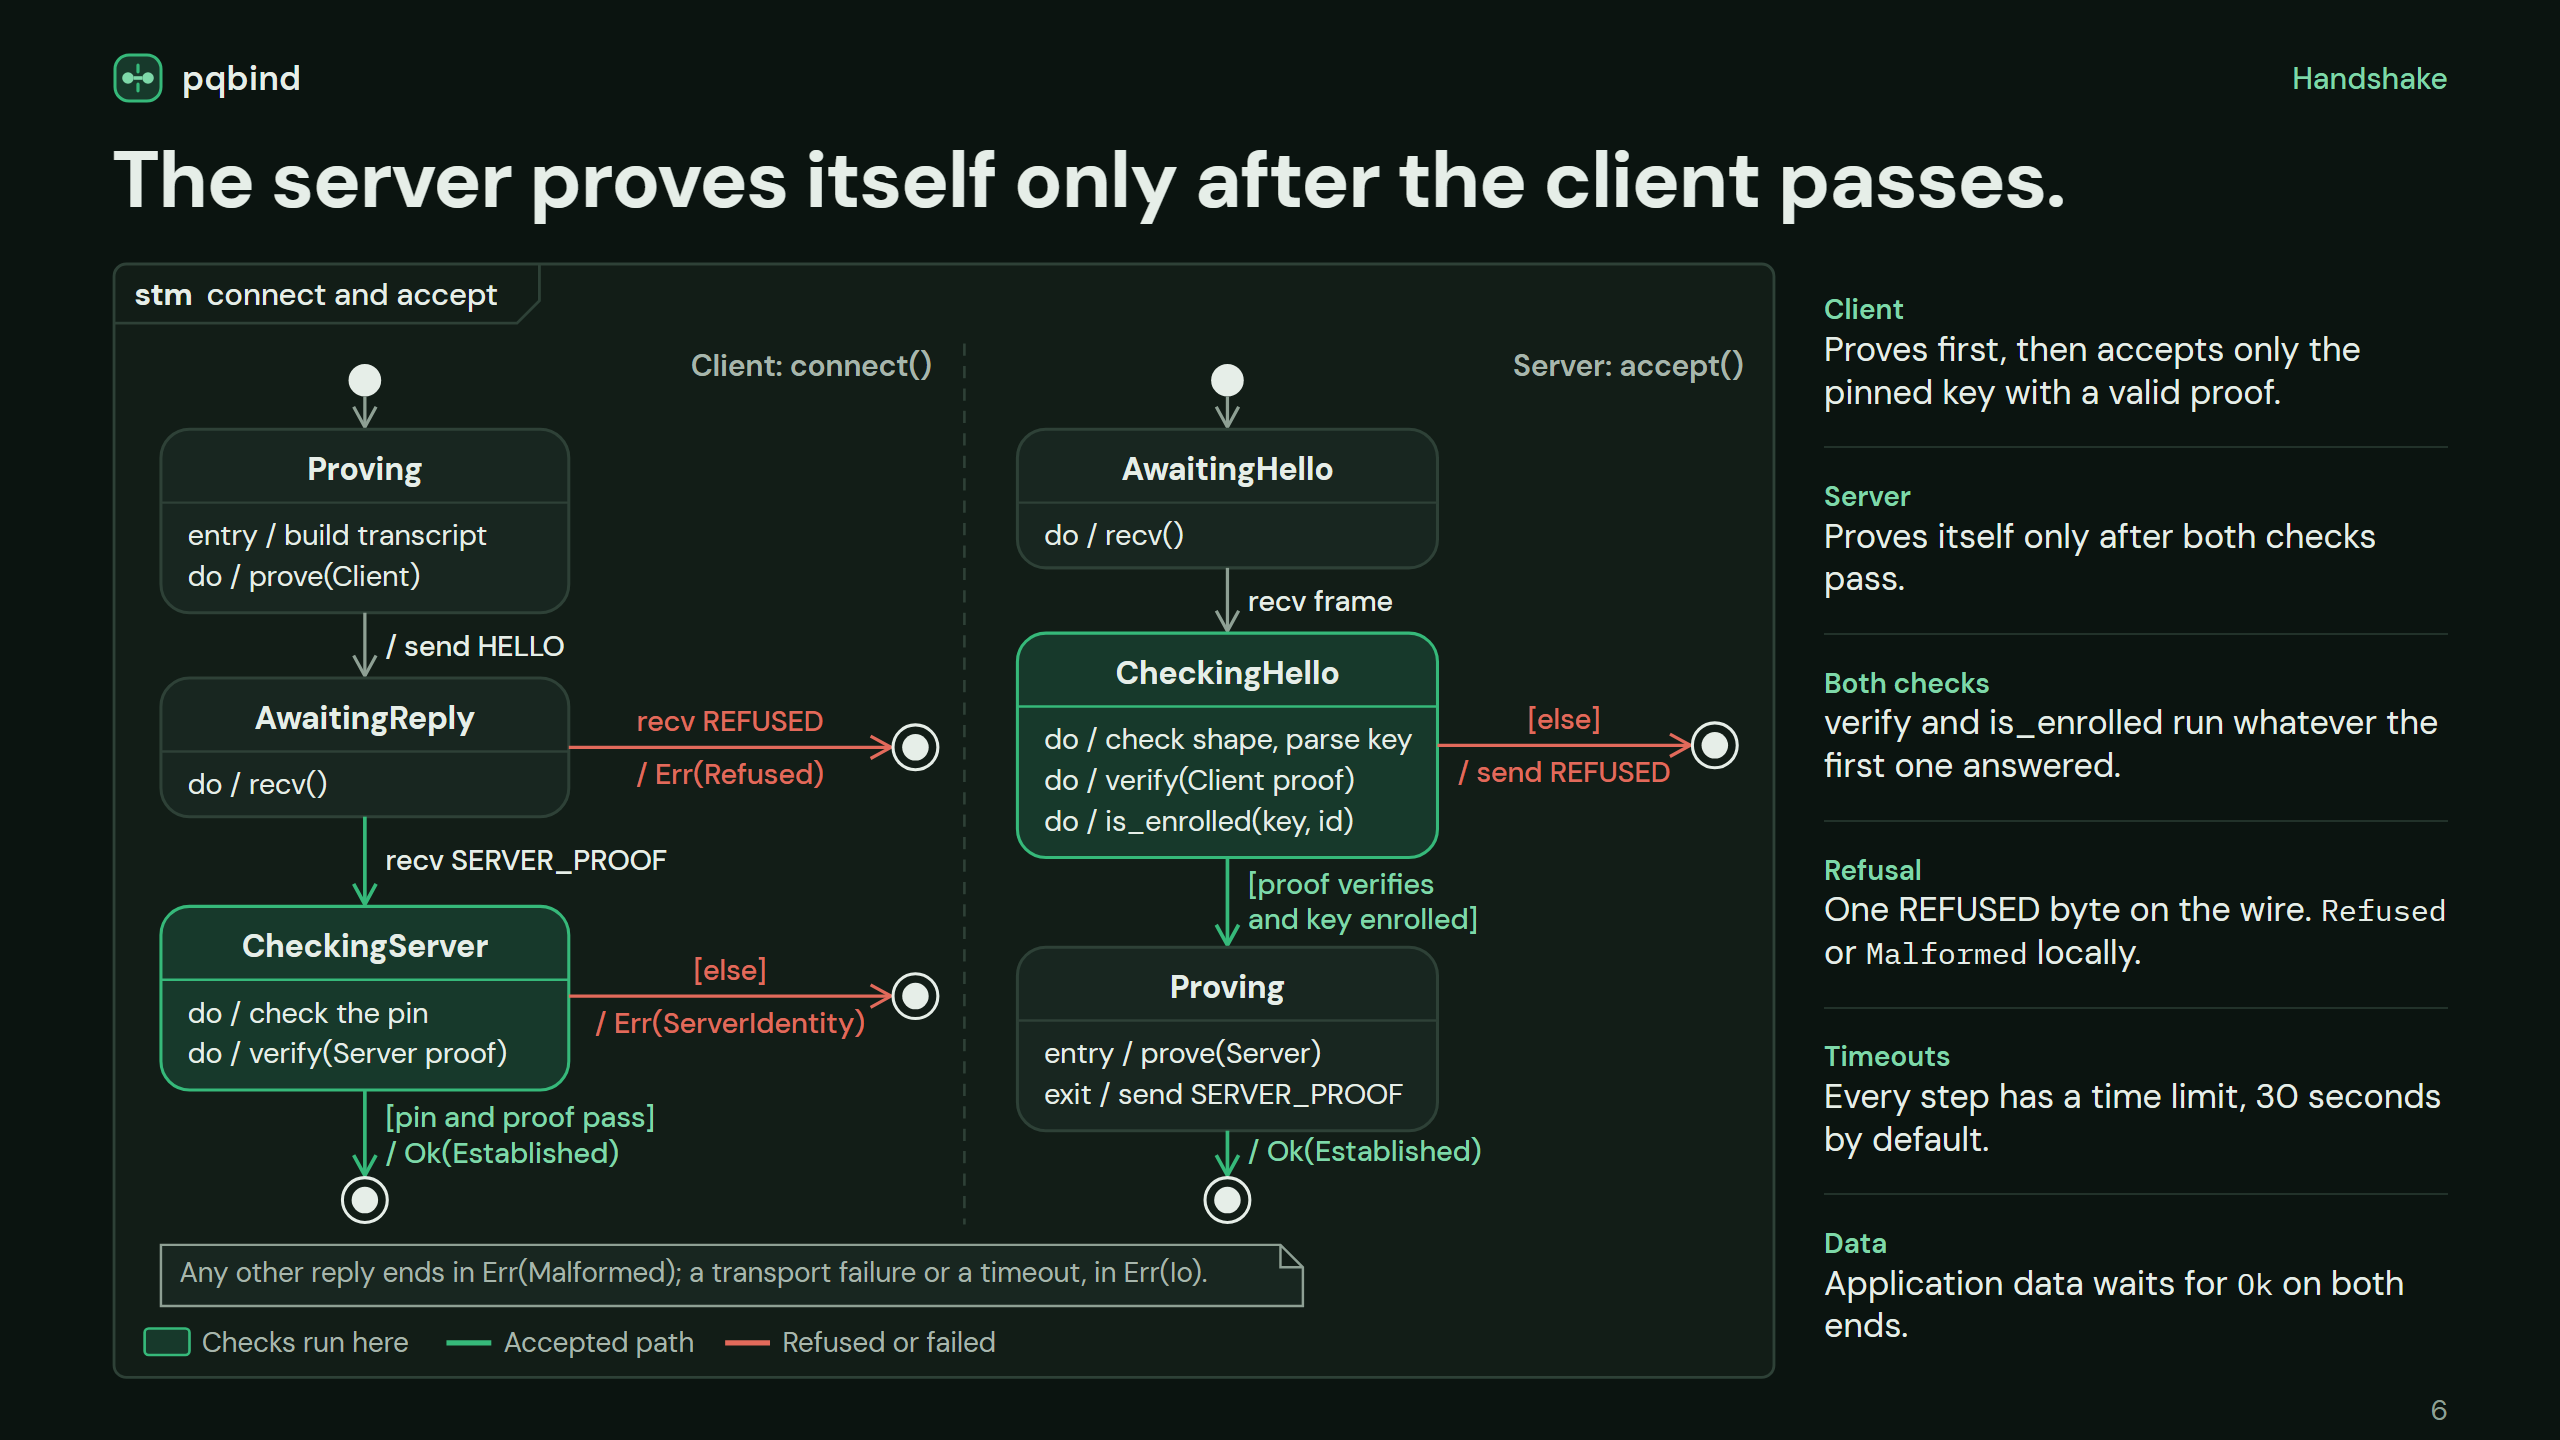 pqbind
Handshake
The server proves itself only after the client passes.
stm connect and accept
Client: connect()
Proving
entry / build transcript
do / prove(Client)
/ send HELLO
AwaitingReply
do / recv()
recv REFUSED
/ Err(Refused)
recv SERVER_PROOF
CheckingServer
do / check the pin
do / verify(Server proof)
[else]
/ Err(ServerIdentity)
[pin and proof pass]
/ Ok(Established)
Server: accept()
AwaitingHello
do / recv()
recv frame
CheckingHello
do / check shape, parse key
do / verify(Client proof)
do / is_enrolled(key, id)
[else]
/ send REFUSED
[proof verifies
and key enrolled]
Proving
entry / prove(Server)
exit / send SERVER_PROOF
/ Ok(Established)
Any other reply ends in Err(Malformed); a transport failure or a timeout, in Err(Io).
Checks run here
Accepted path
Refused or failed
Client
Proves first, then accepts only the
pinned key with a valid proof.
Server
Proves itself only after both checks
pass.
Both checks
verify and is_enrolled run whatever the
first one answered.
Refusal
One REFUSED byte on the wire. Refused
or Malformed locally.
Timeouts
Every step has a time limit, 30 seconds
by default.
Data
Application data waits for Ok on both
ends.
6